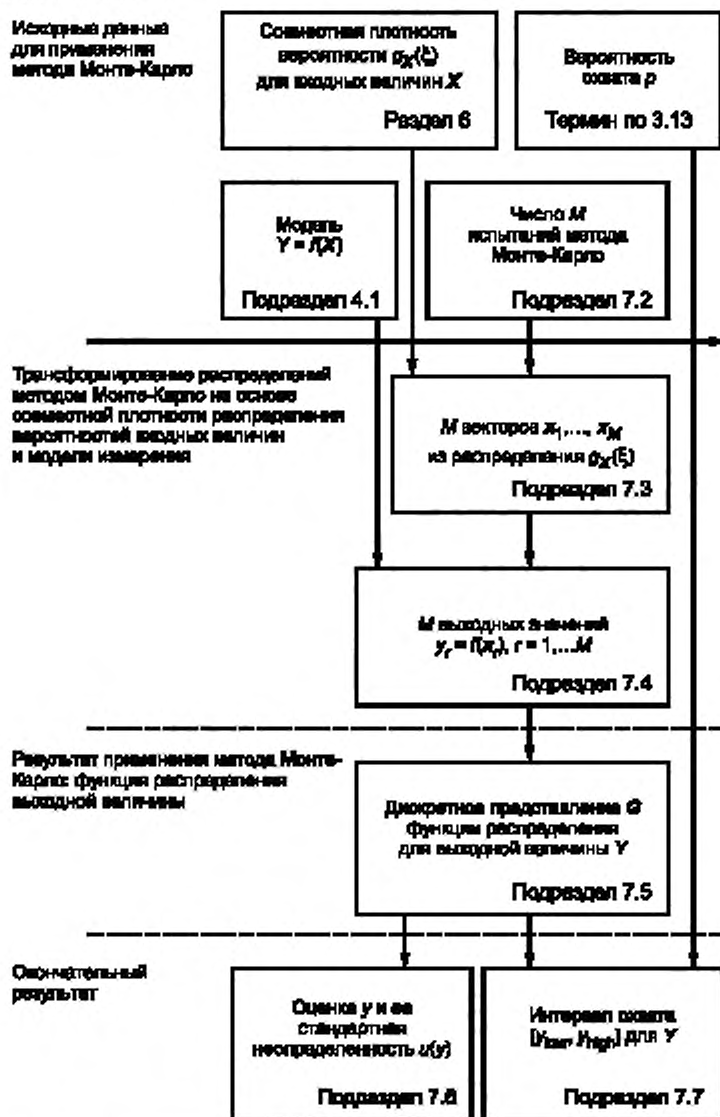 Исходные данные
для применения
метода Монте-Карло
Совместная плотность
вероятности gX(ξ)
для входных величин X
Раздел 6
Вероятность
охвата p
Термин по 3.13
Модель
Y = f(X)
Подраздел 4.1
Число M
испытаний метода
Монте-Карло
Подраздел 7.2
Трансформирование распределений
методом Монте-Карло на основе
совместной плотности распределения
вероятностей входных величин
и модели измерения
M векторов x1,..., xM
из распределения gX(ξ)
Подраздел 7.3
M выходных значений
yr = f(xr), r = 1,...M
Подраздел 7.4
Результат применения метода Монте-
Карло: функция распределения
выходной величины
Дискретное представление G
функции распределения
для выходной величины Y
Подраздел 7.5
Окончательный
результат
Оценка y и ее
стандартная
неопределенность u(y)
Подраздел 7.6
Интервал охвата
[ylow, yhigh] для Y
Подраздел 7.7